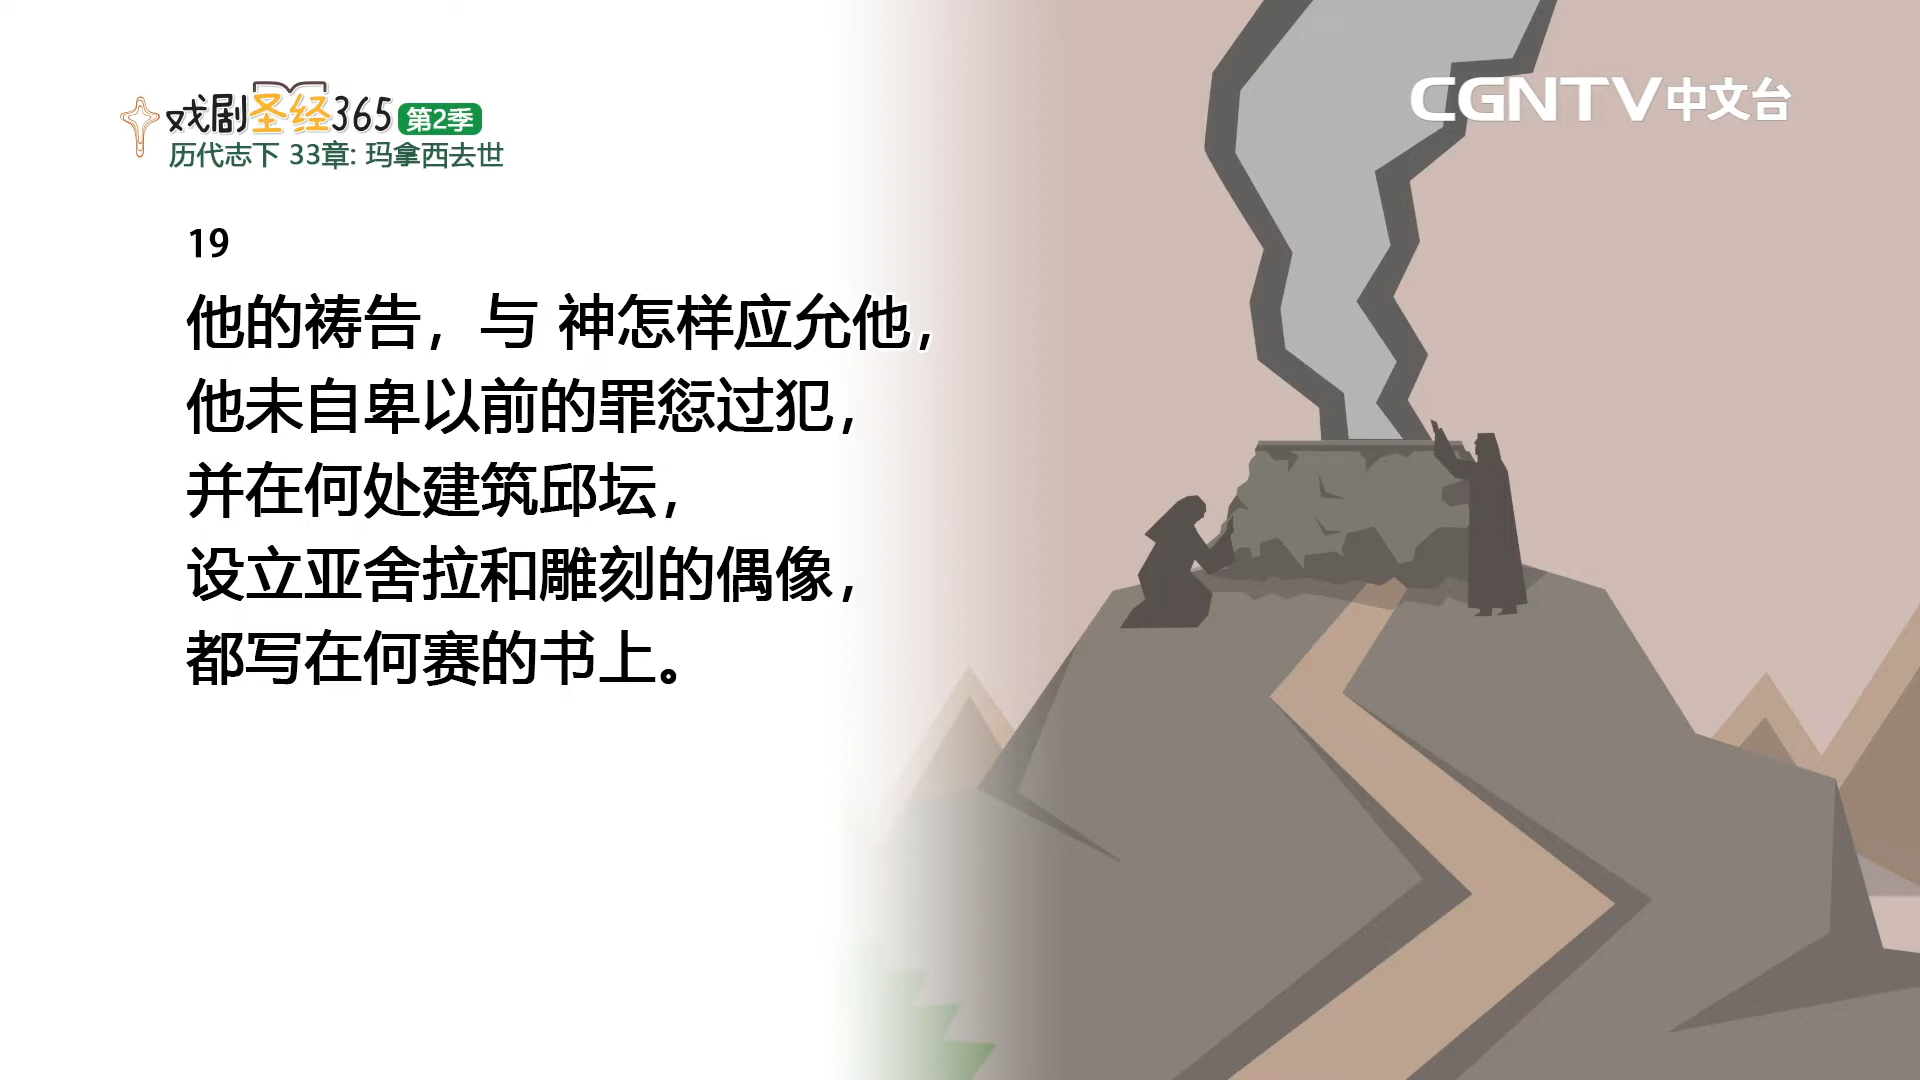 戏剧圣经365 第2季
CGNTV中文台
历代志下 33章: 玛拿西去世
19
他的祷告，与 神怎样应允他，
他未自卑以前的罪愆过犯，
并在何处建筑邱坛，
设立亚舍拉和雕刻的偶像，
都写在何赛的书上。